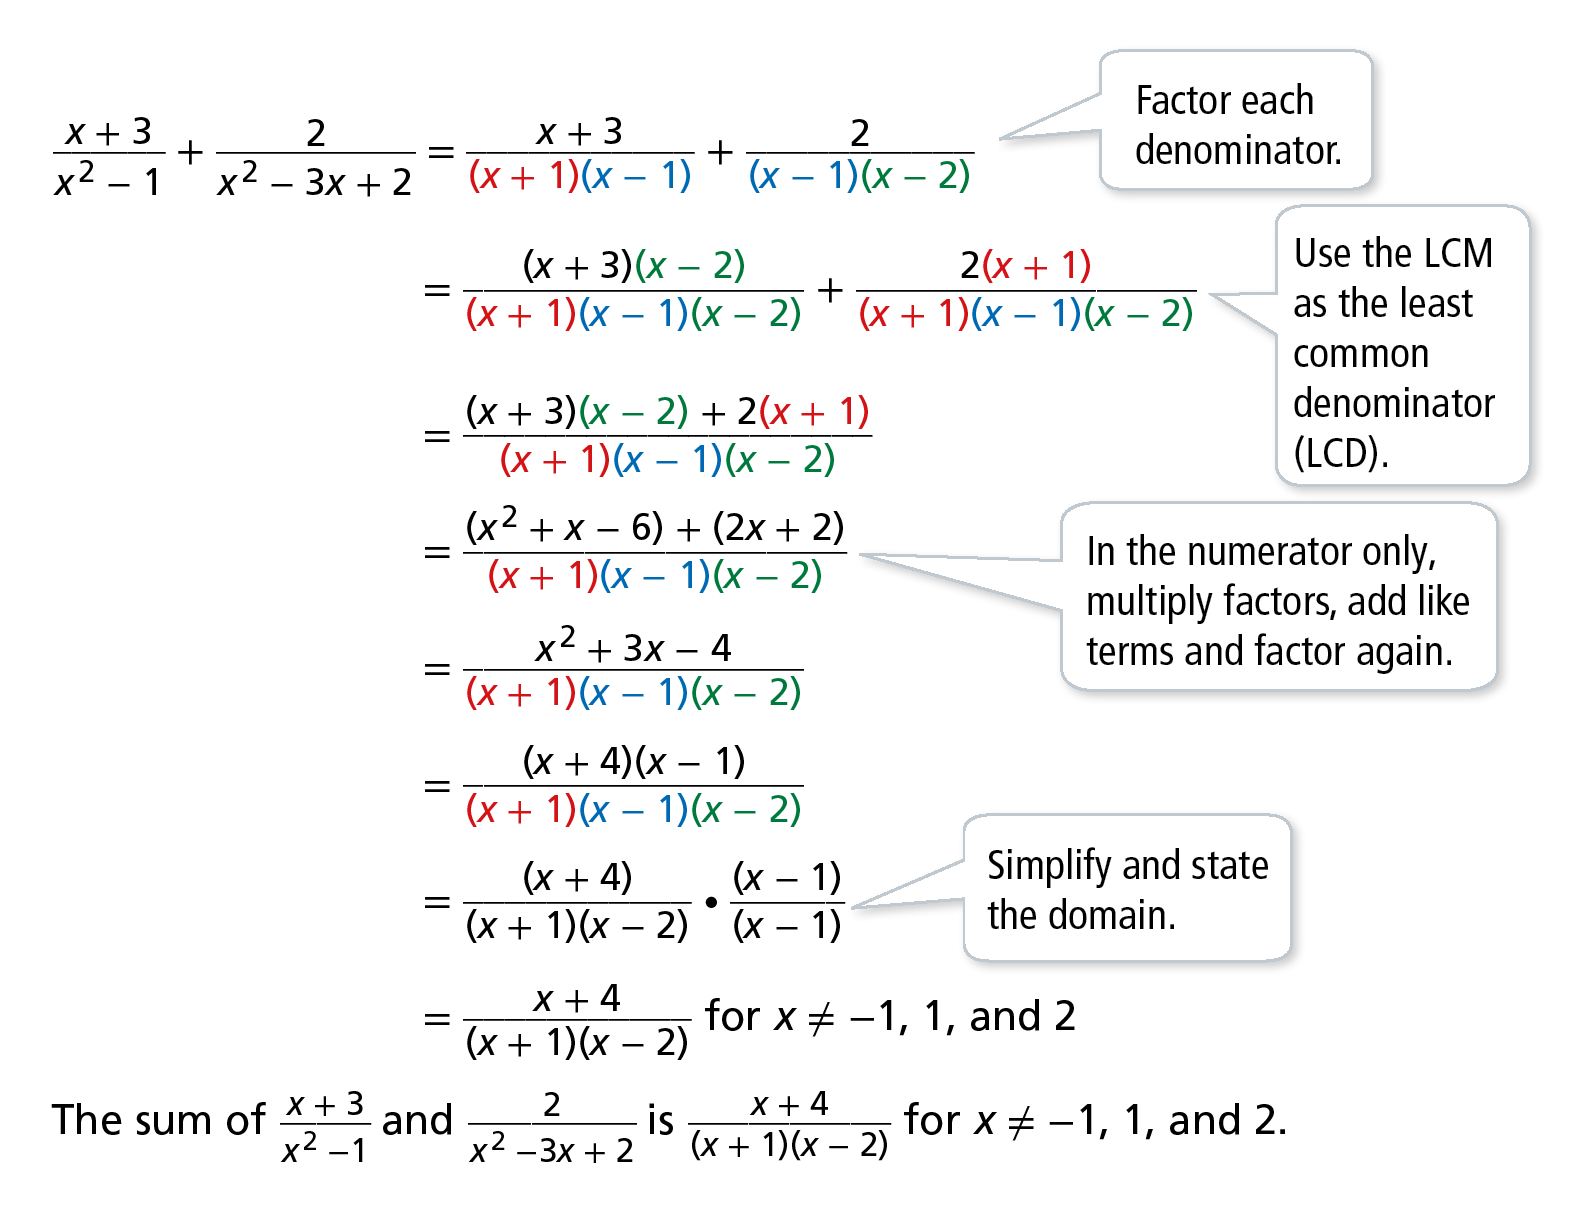 (x + 3)/(x² − 1) + 2/(x² − 3x + 2) = (x + 3)/((x + 1)(x − 1)) + 2/((x − 1)(x − 2))
Factor each
denominator.
= ((x + 3)(x − 2))/((x + 1)(x − 1)(x − 2)) + (2(x + 1))/((x + 1)(x − 1)(x − 2))
Use the LCM
as the least
common
denominator
(LCD).
= ((x + 3)(x − 2) + 2(x + 1))/((x + 1)(x − 1)(x − 2))
= ((x² + x − 6) + (2x + 2))/((x + 1)(x − 1)(x − 2))
In the numerator only,
multiply factors, add like
terms and factor again.
= (x² + 3x − 4)/((x + 1)(x − 1)(x − 2))
= ((x + 4)(x − 1))/((x + 1)(x − 1)(x − 2))
= (x + 4)/((x + 1)(x − 2)) • (x − 1)/(x − 1)
Simplify and state
the domain.
= (x + 4)/((x + 1)(x − 2)) for x ≠ −1, 1, and 2
The sum of (x + 3)/(x² −1) and 2/(x² −3x + 2) is (x + 4)/((x + 1)(x − 2)) for x ≠ −1, 1, and 2.